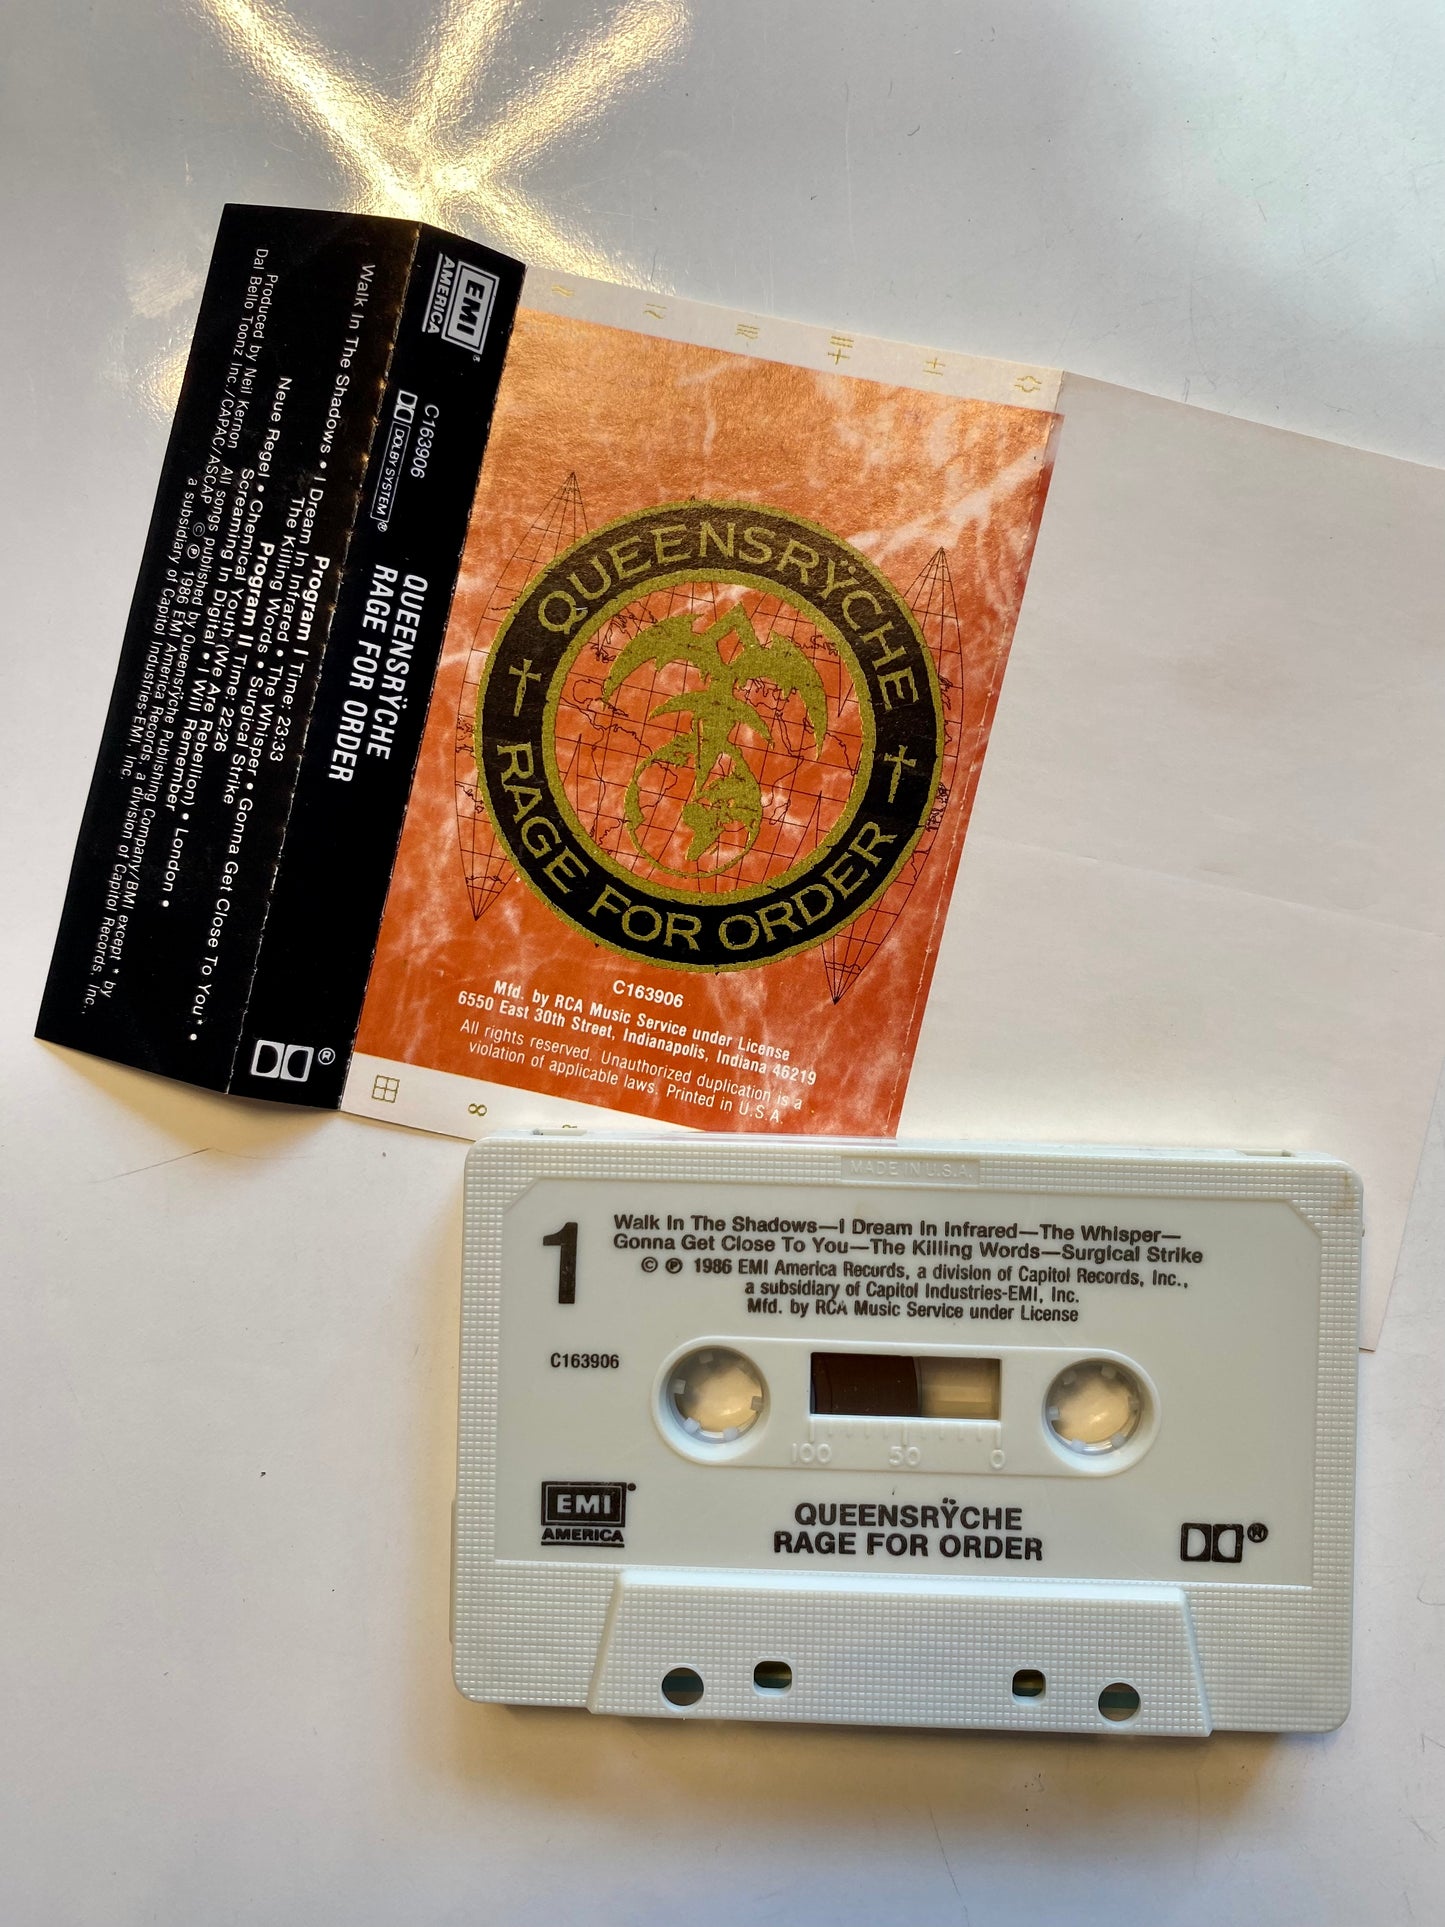 Walk In The Shadows • I Dream In Infrared • The Whisper • Gonna Get Close To You* •
Program I Time: 23:33
The Killing Words • Surgical Strike
Program II Time: 22:26
Neue Regel • Chemical Youth (We Are Rebellion) • London •
Screaming In Digital • I Will Remember
Produced by Neil Kernon All songs published by Queensrÿche Publishing Company/BMI except * by
Dal Bello Toonz Inc./CAPAC/ASCAP © ℗ 1986 EMI America Records, a division of Capitol Records, Inc.,
a subsidiary of Capitol Industries-EMI, Inc.
EMI
AMERICA®
C163906
DOLBY SYSTEM®
QUEENSRŸCHE
RAGE FOR ORDER
®
QUEENSRŸCHE
RAGE FOR ORDER
C163906
Mfd. by RCA Music Service under License
6550 East 30th Street, Indianapolis, Indiana 46219
All rights reserved. Unauthorized duplication is a
violation of applicable laws. Printed in U.S.A.
MADE IN U.S.A.
1
Walk In The Shadows—I Dream In Infrared—The Whisper—
Gonna Get Close To You—The Killing Words—Surgical Strike
© ℗ 1986 EMI America Records, a division of Capitol Records, Inc.,
a subsidiary of Capitol Industries-EMI, Inc.
Mfd. by RCA Music Service under License
C163906
100 50 0
EMI
AMERICA
QUEENSRŸCHE
RAGE FOR ORDER
®